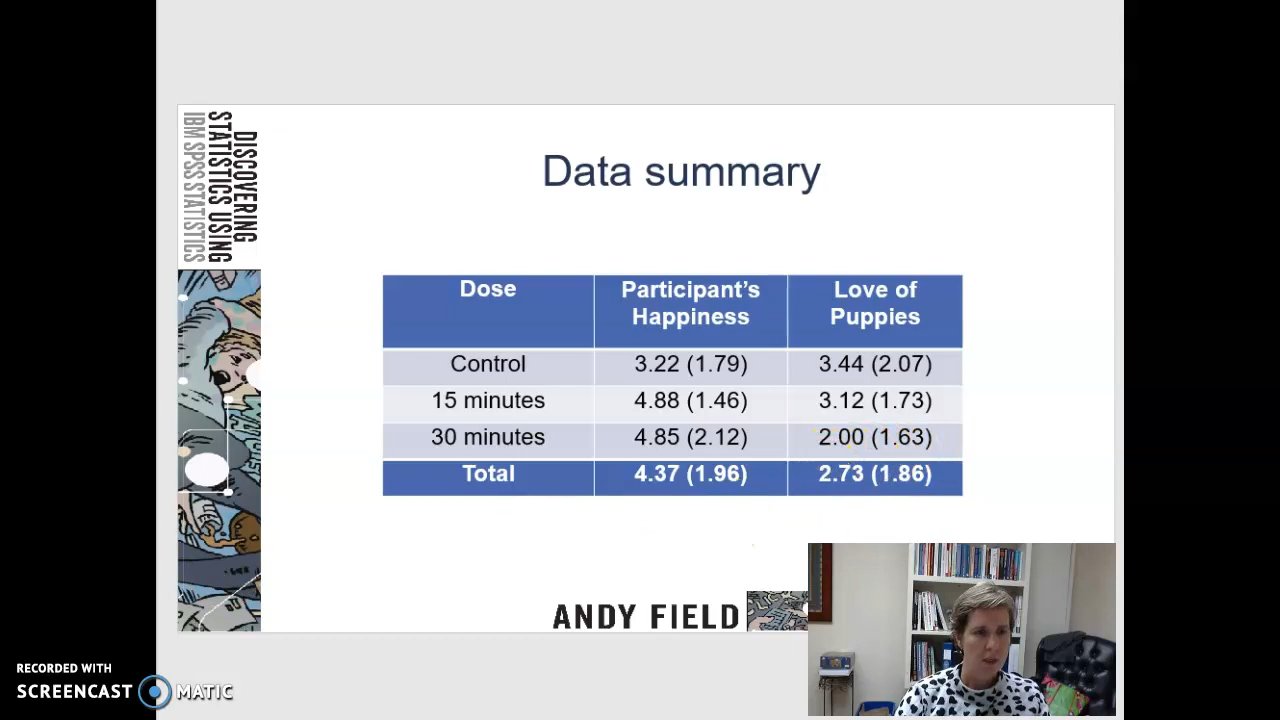 DISCOVERING
STATISTICS USING
IBM SPSS STATISTICS
Data summary
Dose Participant's Love of
Happiness Puppies
Control 3.22 (1.79) 3.44 (2.07)
15 minutes 4.88 (1.46) 3.12 (1.73)
30 minutes 4.85 (2.12) 2.00 (1.63)
Total 4.37 (1.96) 2.73 (1.86)
ANDY FIELD
RECORDED WITH
SCREENCAST MATIC